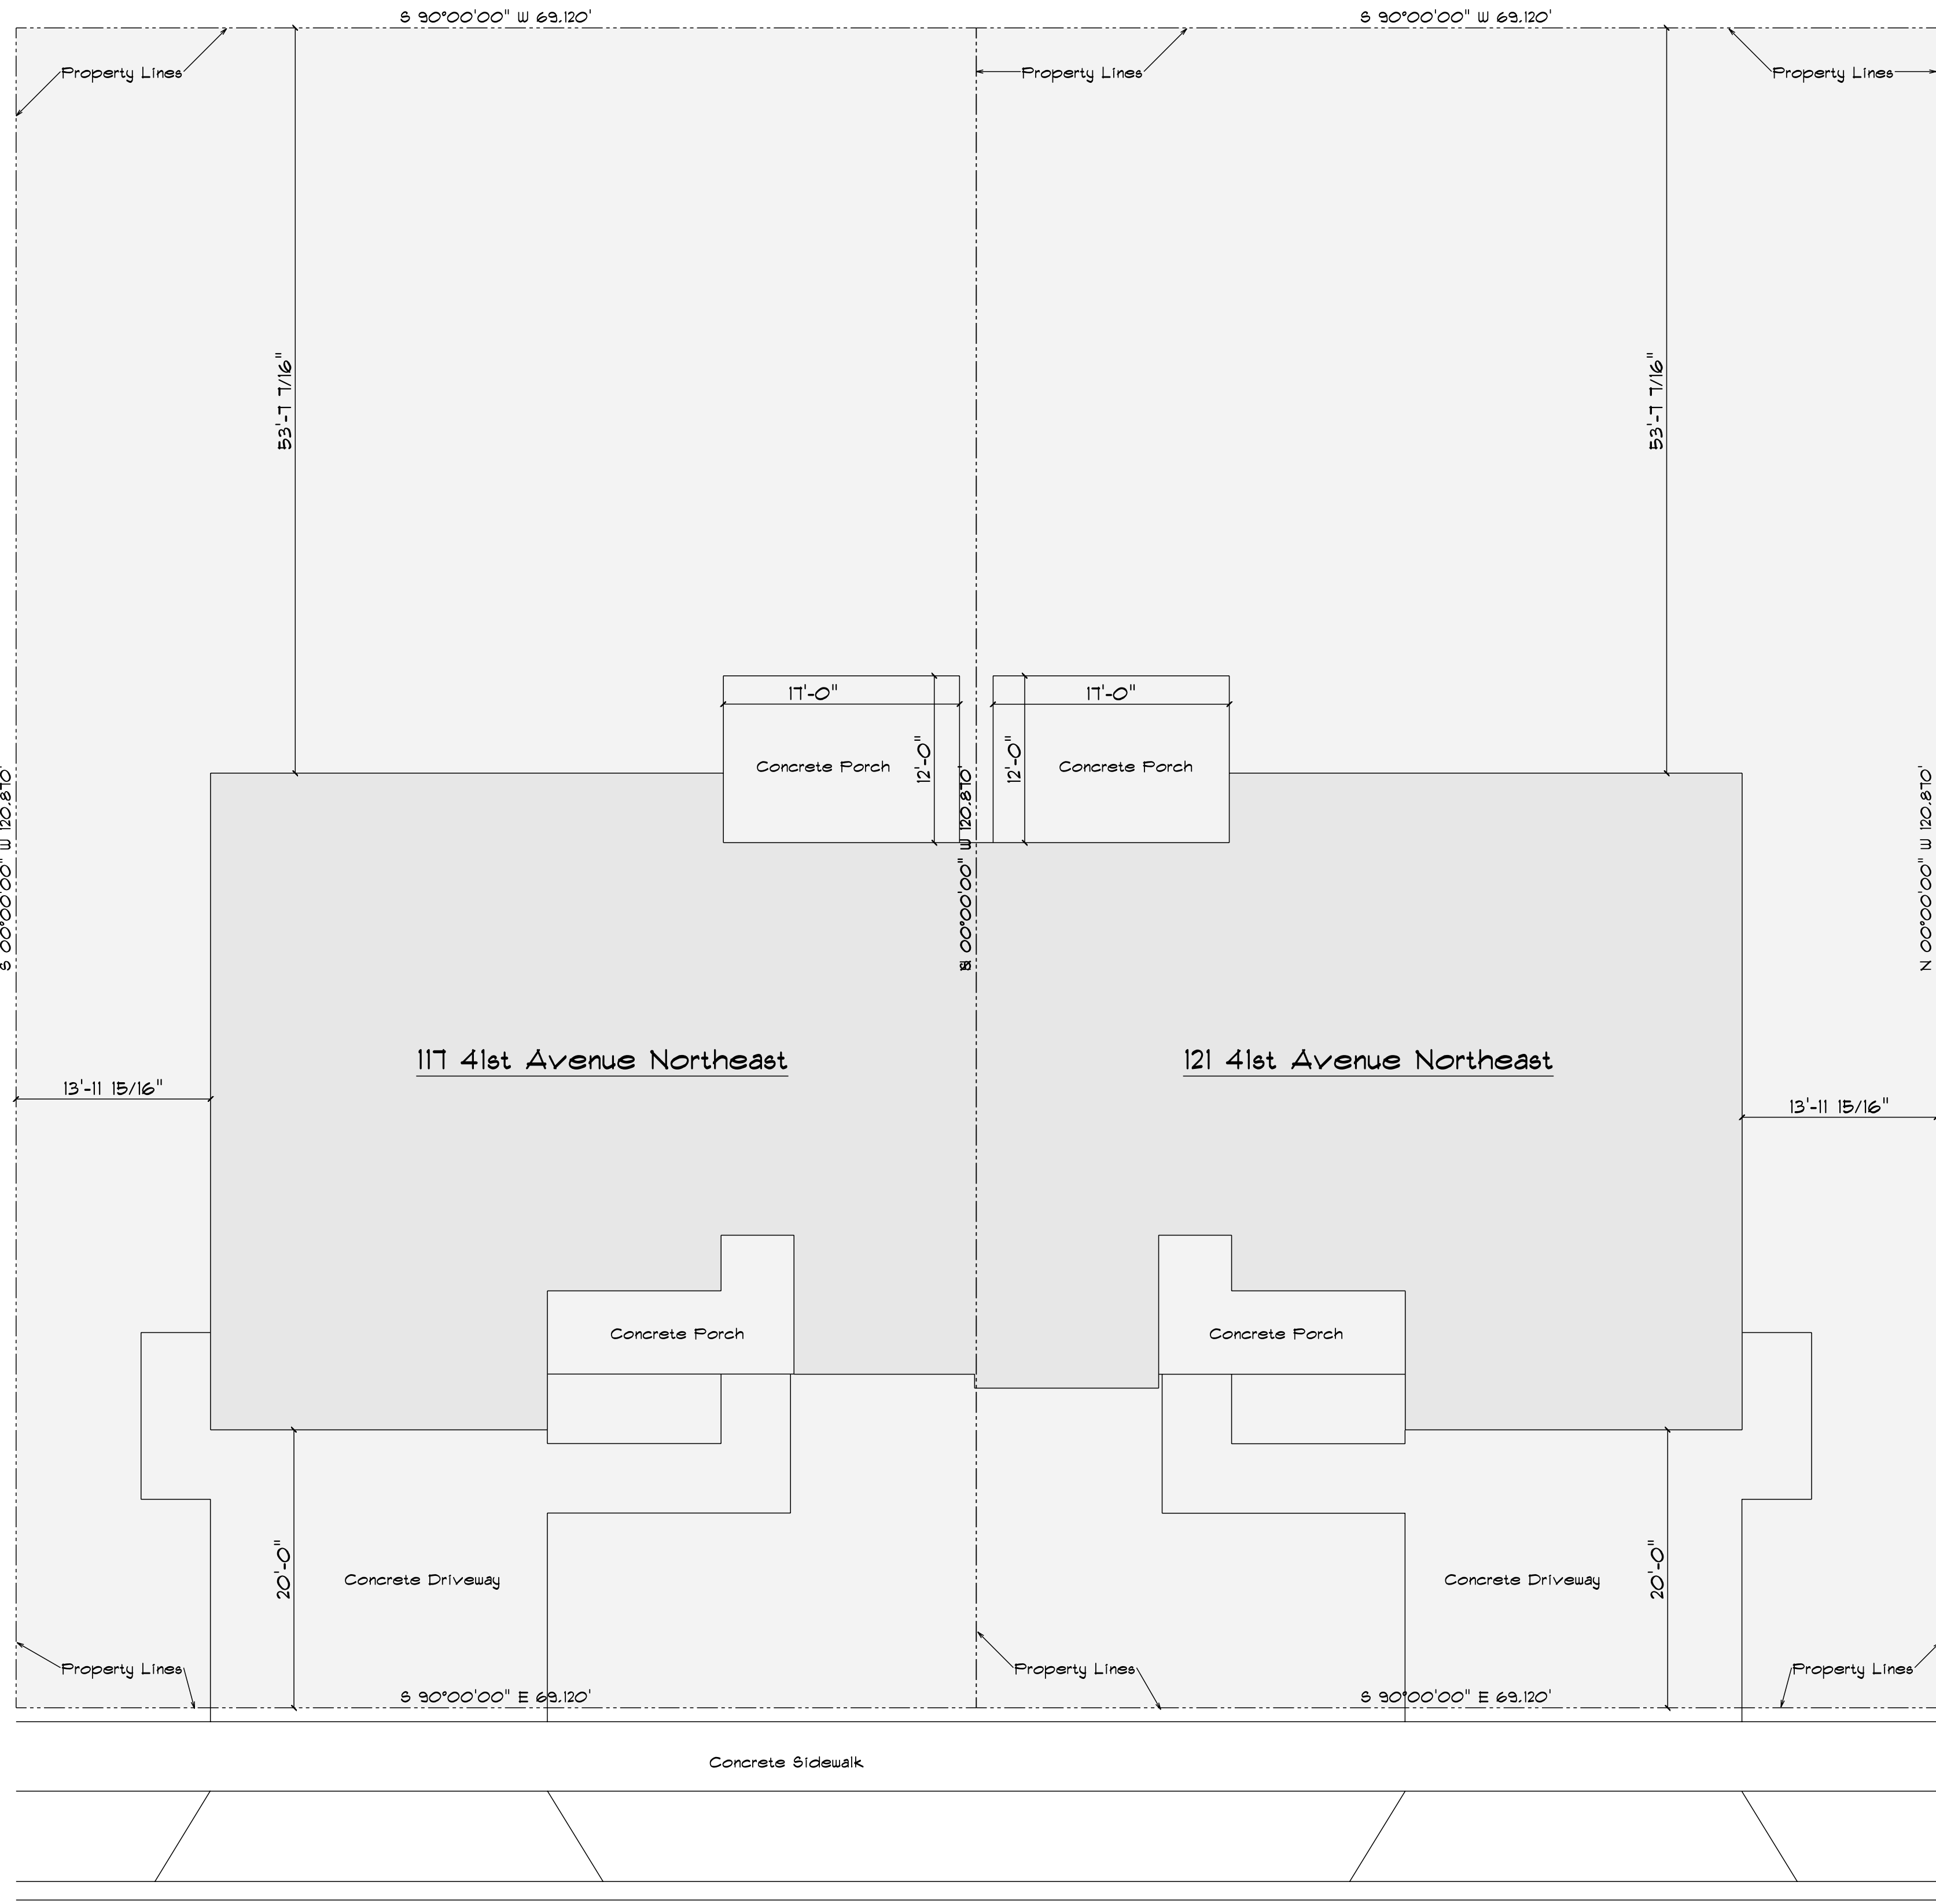 S 90°00'00" W 69.120'
S 90°00'00" W 69.120'
Property Lines
Property Lines
Property Lines
53'-7 7/16"
53'-7 7/16"
17'-0"
17'-0"
12'-0"
12'-0"
Concrete Porch
Concrete Porch
S 00°00'00" W 120.870'
00°00'00" W 120.870'
N 00°00'00" W 120.870'
117 41st Avenue Northeast
121 41st Avenue Northeast
13'-11 15/16"
13'-11 15/16"
Concrete Porch
Concrete Porch
20'-0"
20'-0"
Concrete Driveway
Concrete Driveway
Property Lines
Property Lines
Property Lines
S 90°00'00" E 69.120'
S 90°00'00" E 69.120'
Concrete Sidewalk